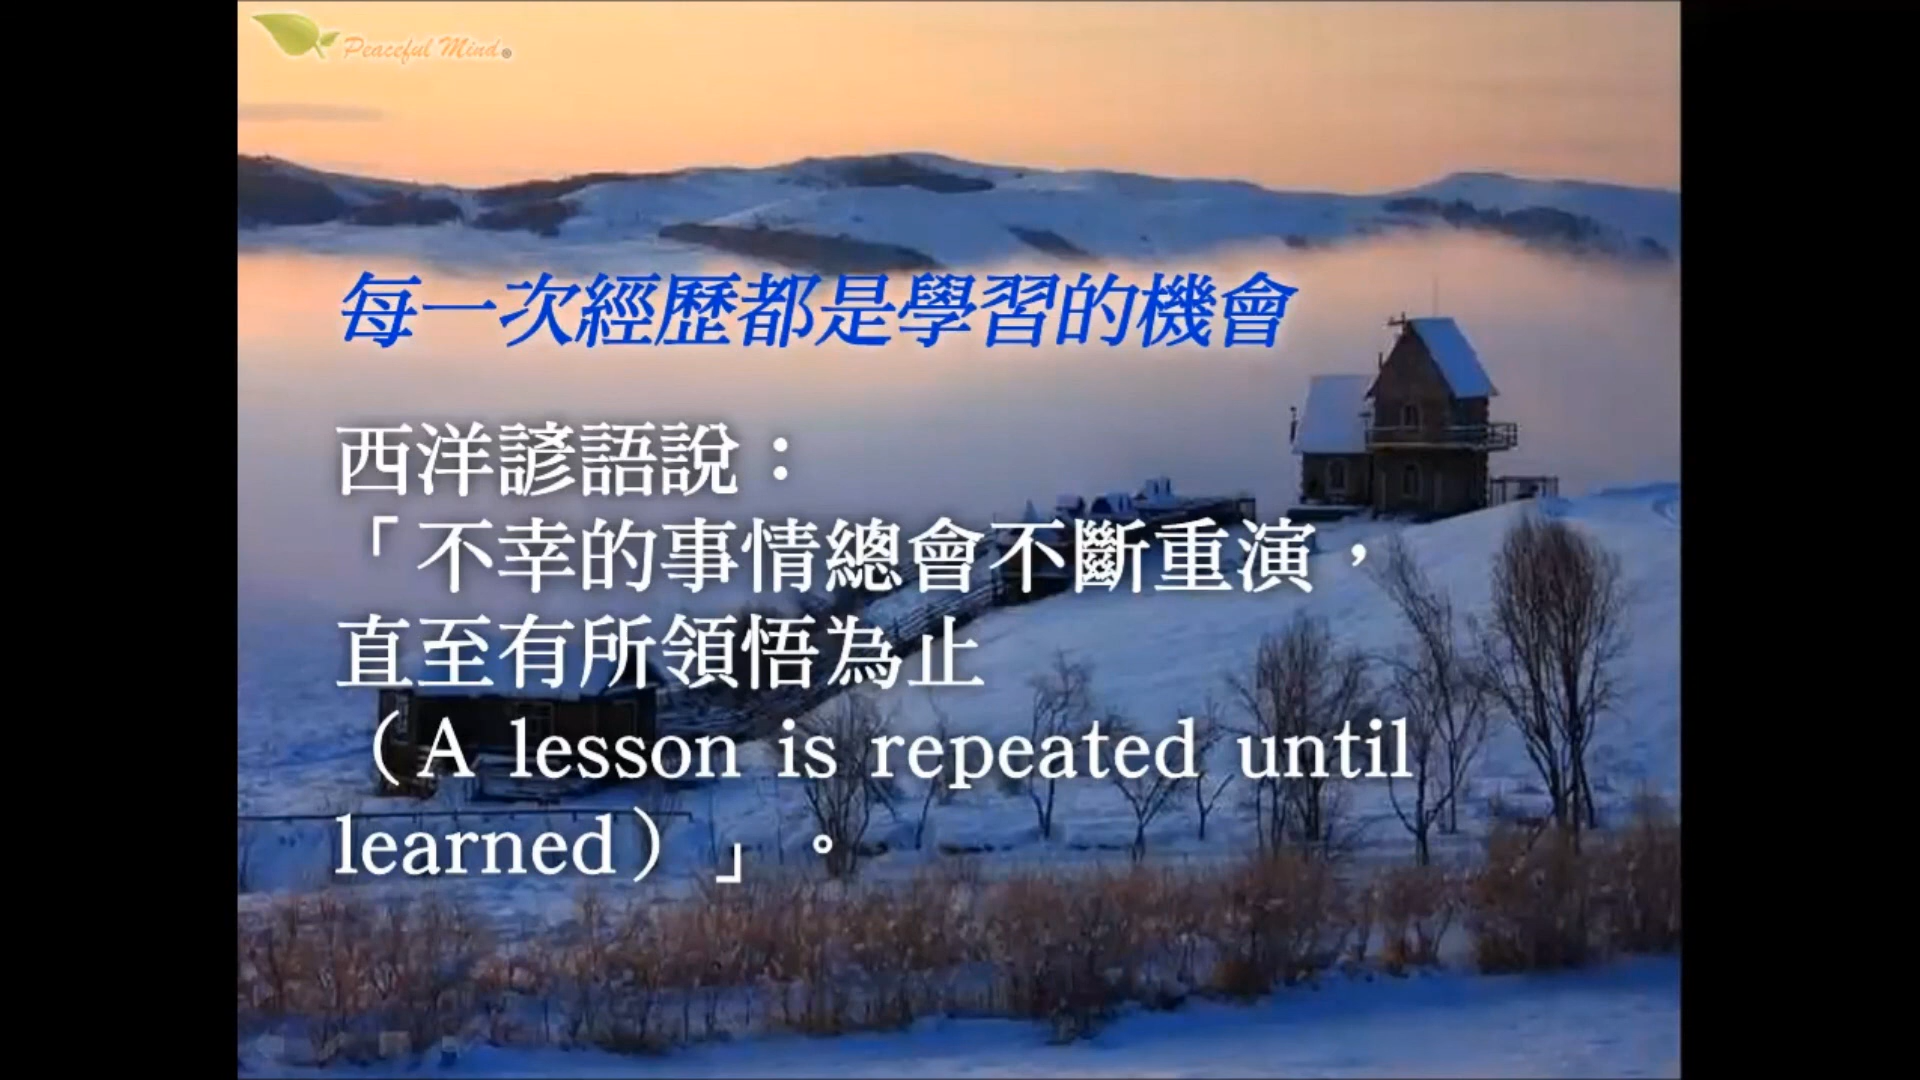 Peaceful Mind®
每一次經歷都是學習的機會
西洋諺語說：
「不幸的事情總會不斷重演，
直至有所領悟為止
（A lesson is repeated until
learned）」。